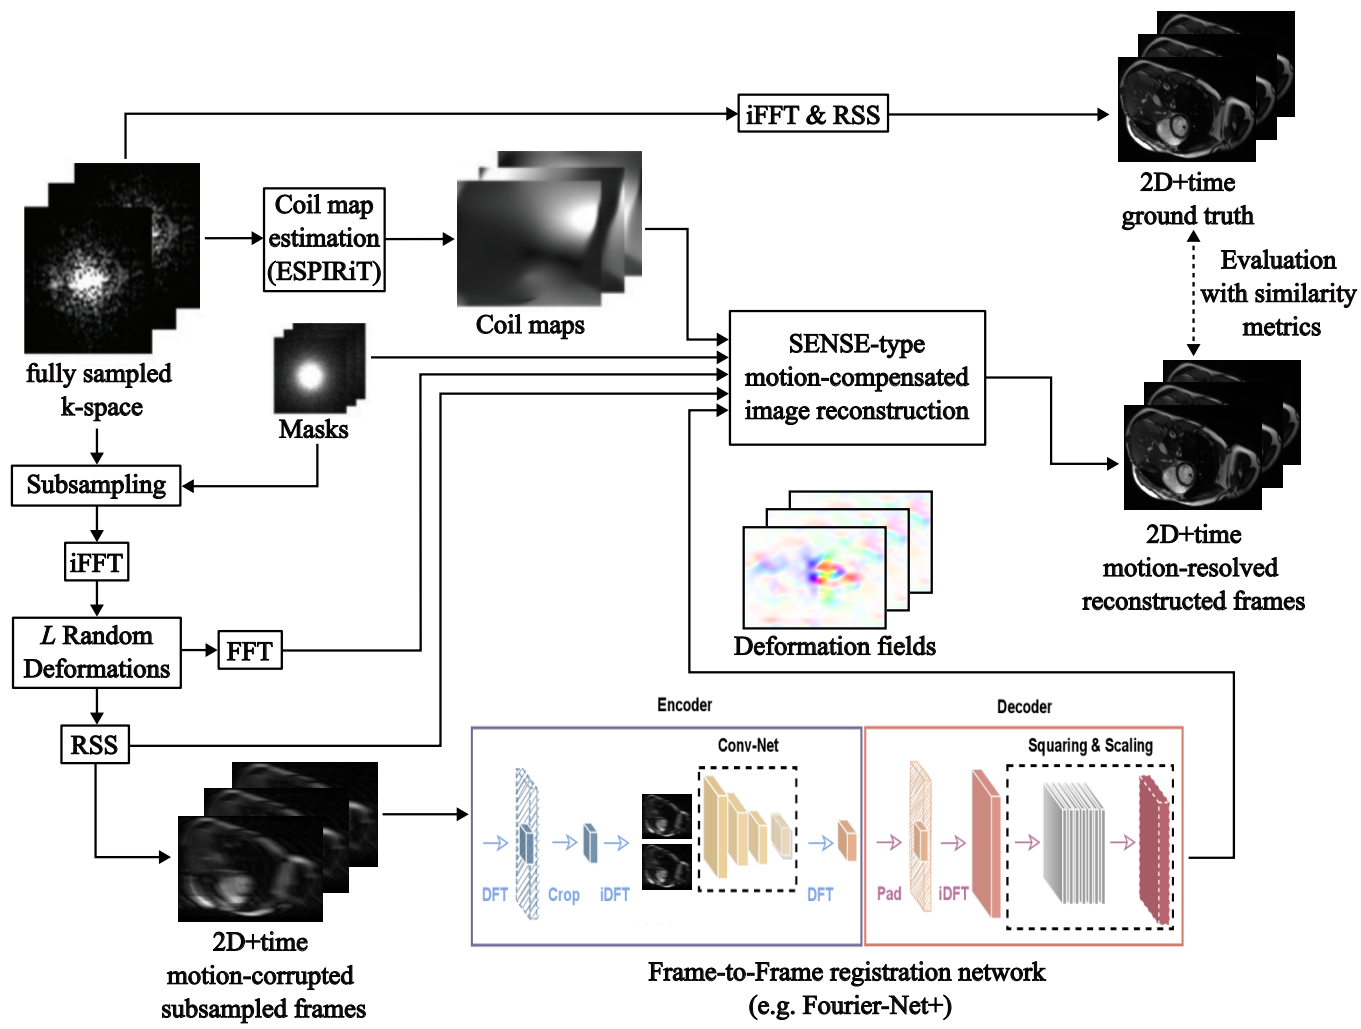 iFFT & RSS
2D+time
ground truth
Coil map
estimation
(ESPIRiT)
Coil maps
Evaluation
with similarity
metrics
fully sampled
k-space
Masks
SENSE-type
motion-compensated
image reconstruction
Subsampling
iFFT
2D+time
motion-resolved
reconstructed frames
L Random
Deformations
FFT
Deformation fields
RSS
Encoder
Decoder
Conv-Net
Squaring & Scaling
DFT
Crop
iDFT
DFT
Pad
iDFT
2D+time
motion-corrupted
subsampled frames
Frame-to-Frame registration network
(e.g. Fourier-Net+)